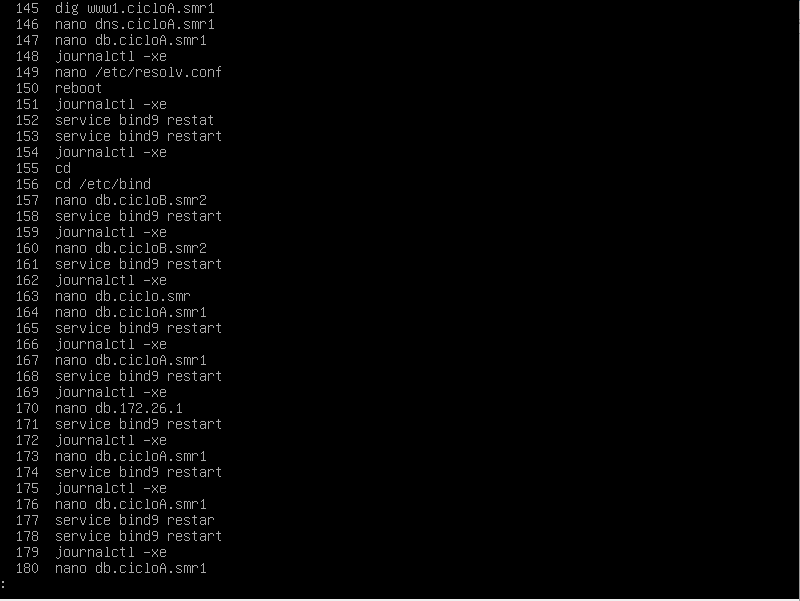 145 dig www1.cicloA.smr1
146 nano dns.cicloA.smr1
147 nano db.cicloA.smr1
148 journalctl -xe
149 nano /etc/resolv.conf
150 reboot
151 journalctl -xe
152 service bind9 restat
153 service bind9 restart
154 journalctl -xe
155 cd
156 cd /etc/bind
157 nano db.cicloB.smr2
158 service bind9 restart
159 journalctl -xe
160 nano db.cicloB.smr2
161 service bind9 restart
162 journalctl -xe
163 nano db.ciclo.smr
164 nano db.cicloA.smr1
165 service bind9 restart
166 journalctl -xe
167 nano db.cicloA.smr1
168 service bind9 restart
169 journalctl -xe
170 nano db.172.26.1
171 service bind9 restart
172 journalctl -xe
173 nano db.cicloA.smr1
174 service bind9 restart
175 journalctl -xe
176 nano db.cicloA.smr1
177 service bind9 restar
178 service bind9 restart
179 journalctl -xe
180 nano db.cicloA.smr1
: